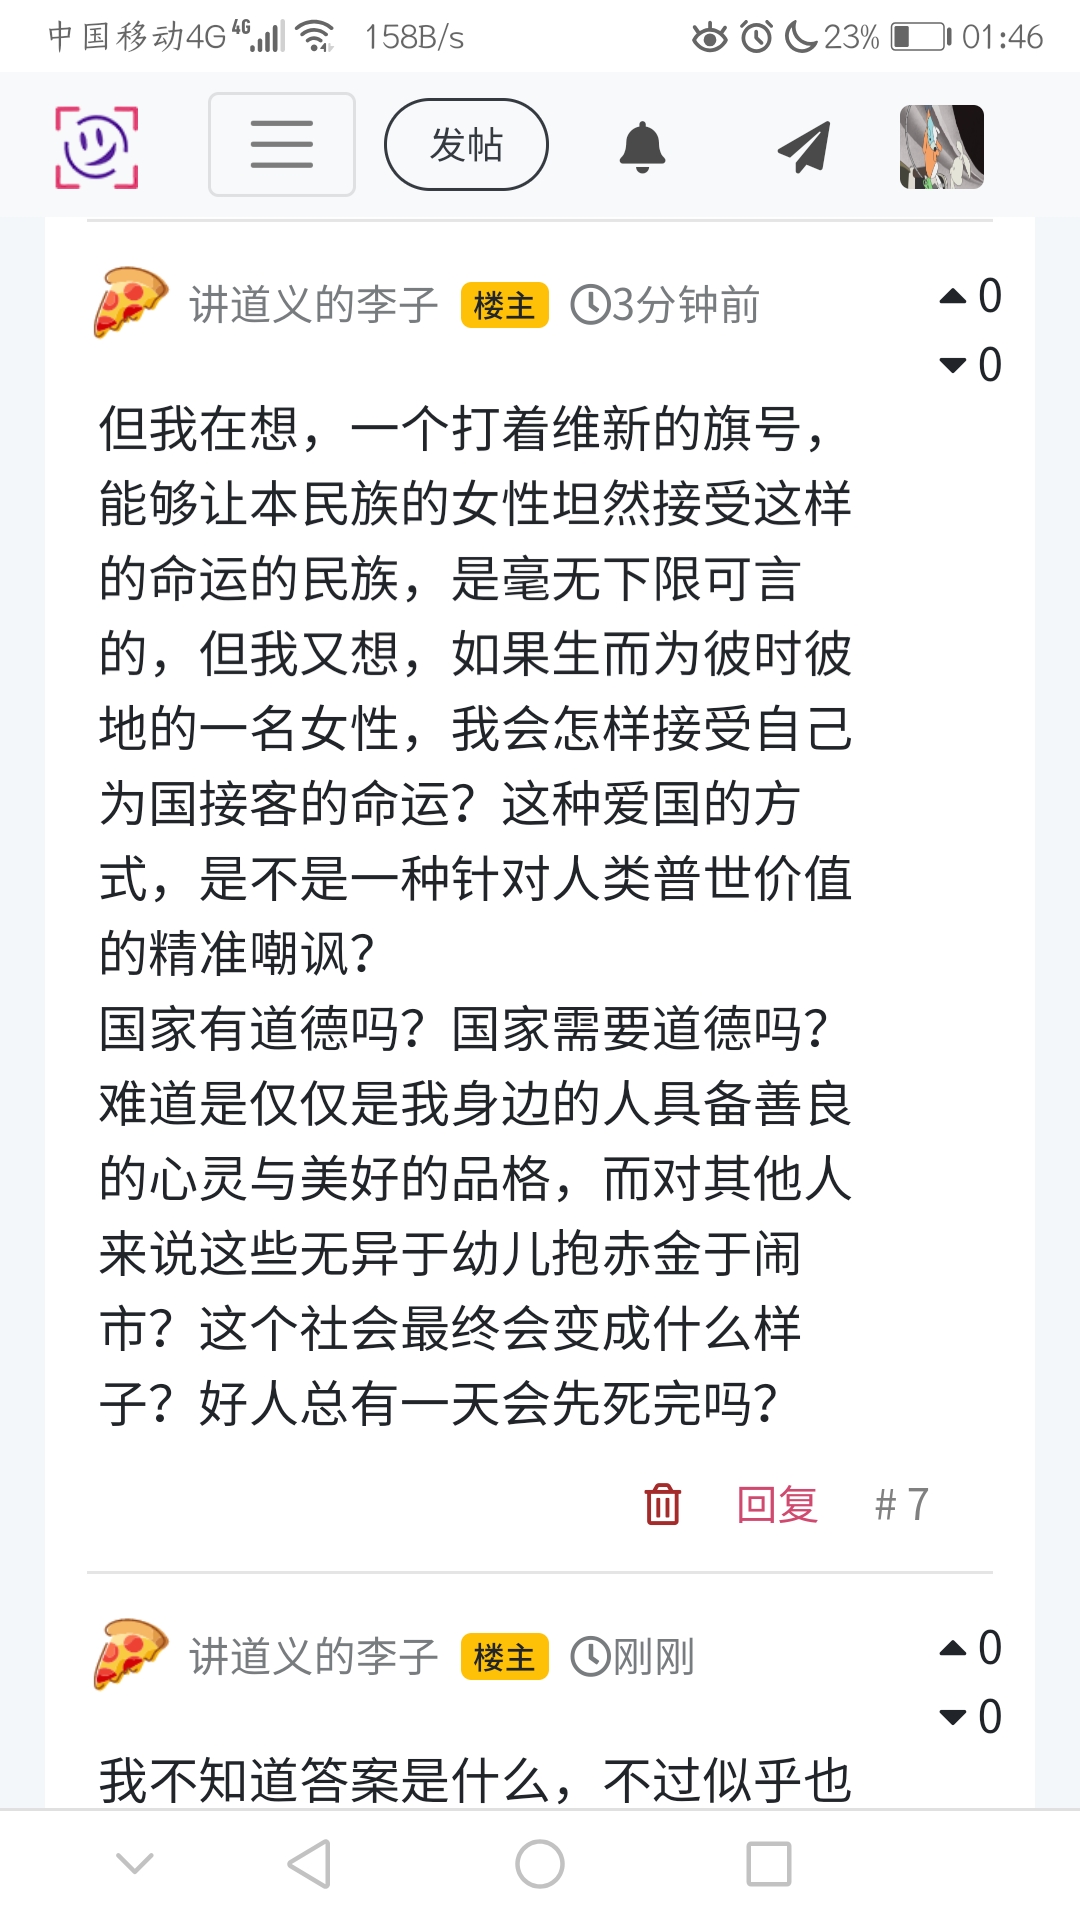 中国移动4G 4G 158B/s 23% 01:46
发帖
讲道义的李子 楼主 3分钟前 0
0
但我在想，一个打着维新的旗号，
能够让本民族的女性坦然接受这样
的命运的民族，是毫无下限可言
的，但我又想，如果生而为彼时彼
地的一名女性，我会怎样接受自己
为国接客的命运？这种爱国的方
式，是不是一种针对人类普世价值
的精准嘲讽？
国家有道德吗？国家需要道德吗？
难道是仅仅是我身边的人具备善良
的心灵与美好的品格，而对其他人
来说这些无异于幼儿抱赤金于闹
市？这个社会最终会变成什么样
子？好人总有一天会先死完吗？
回复 # 7
讲道义的李子 楼主 刚刚 0
0
我不知道答案是什么，不过似乎也